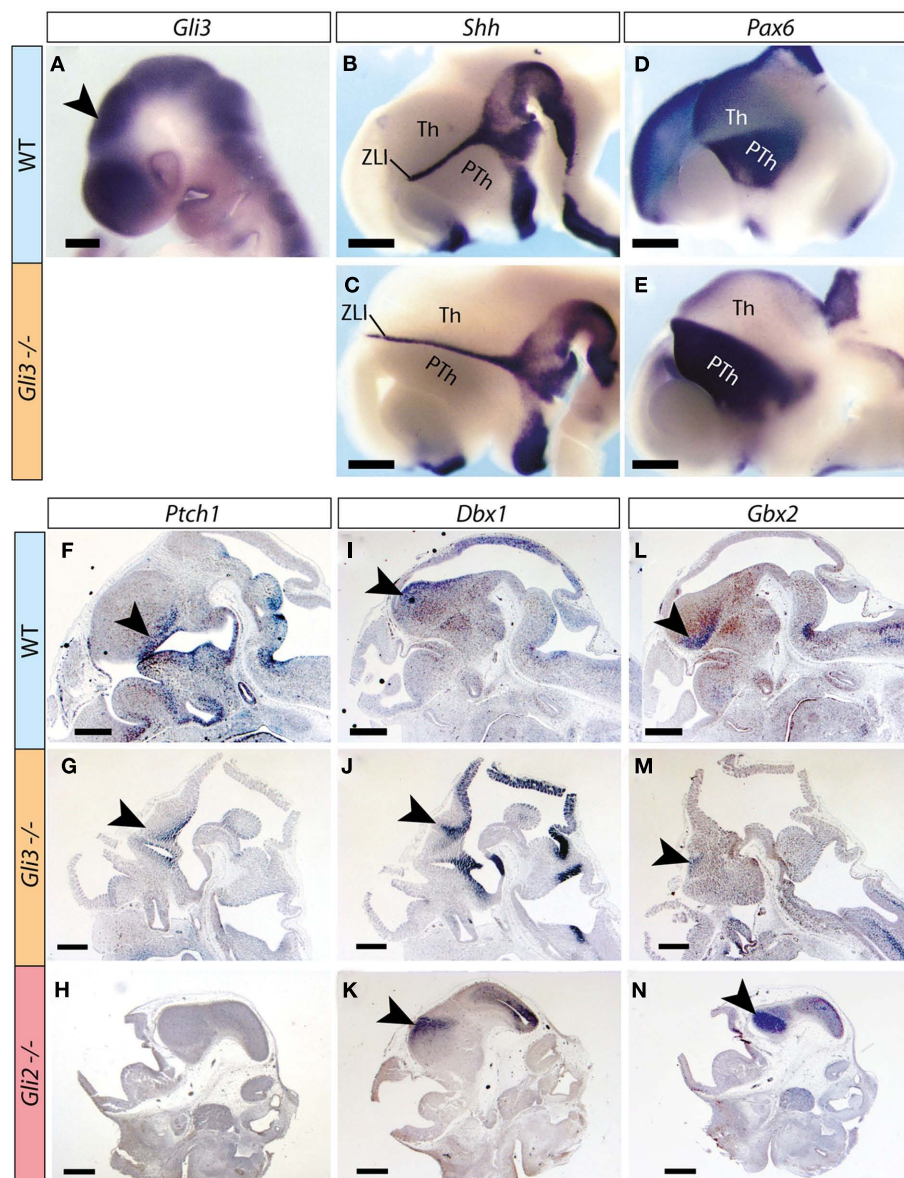 Gli3 Shh Pax6
WT
A B D
Th Th
ZLI PTh PTh
Gli3 -/-
C E
ZLI Th Th
PTh PTh
Ptch1 Dbx1 Gbx2
WT
F I L
Gli3 -/-
G J M
Gli2 -/-
H K N